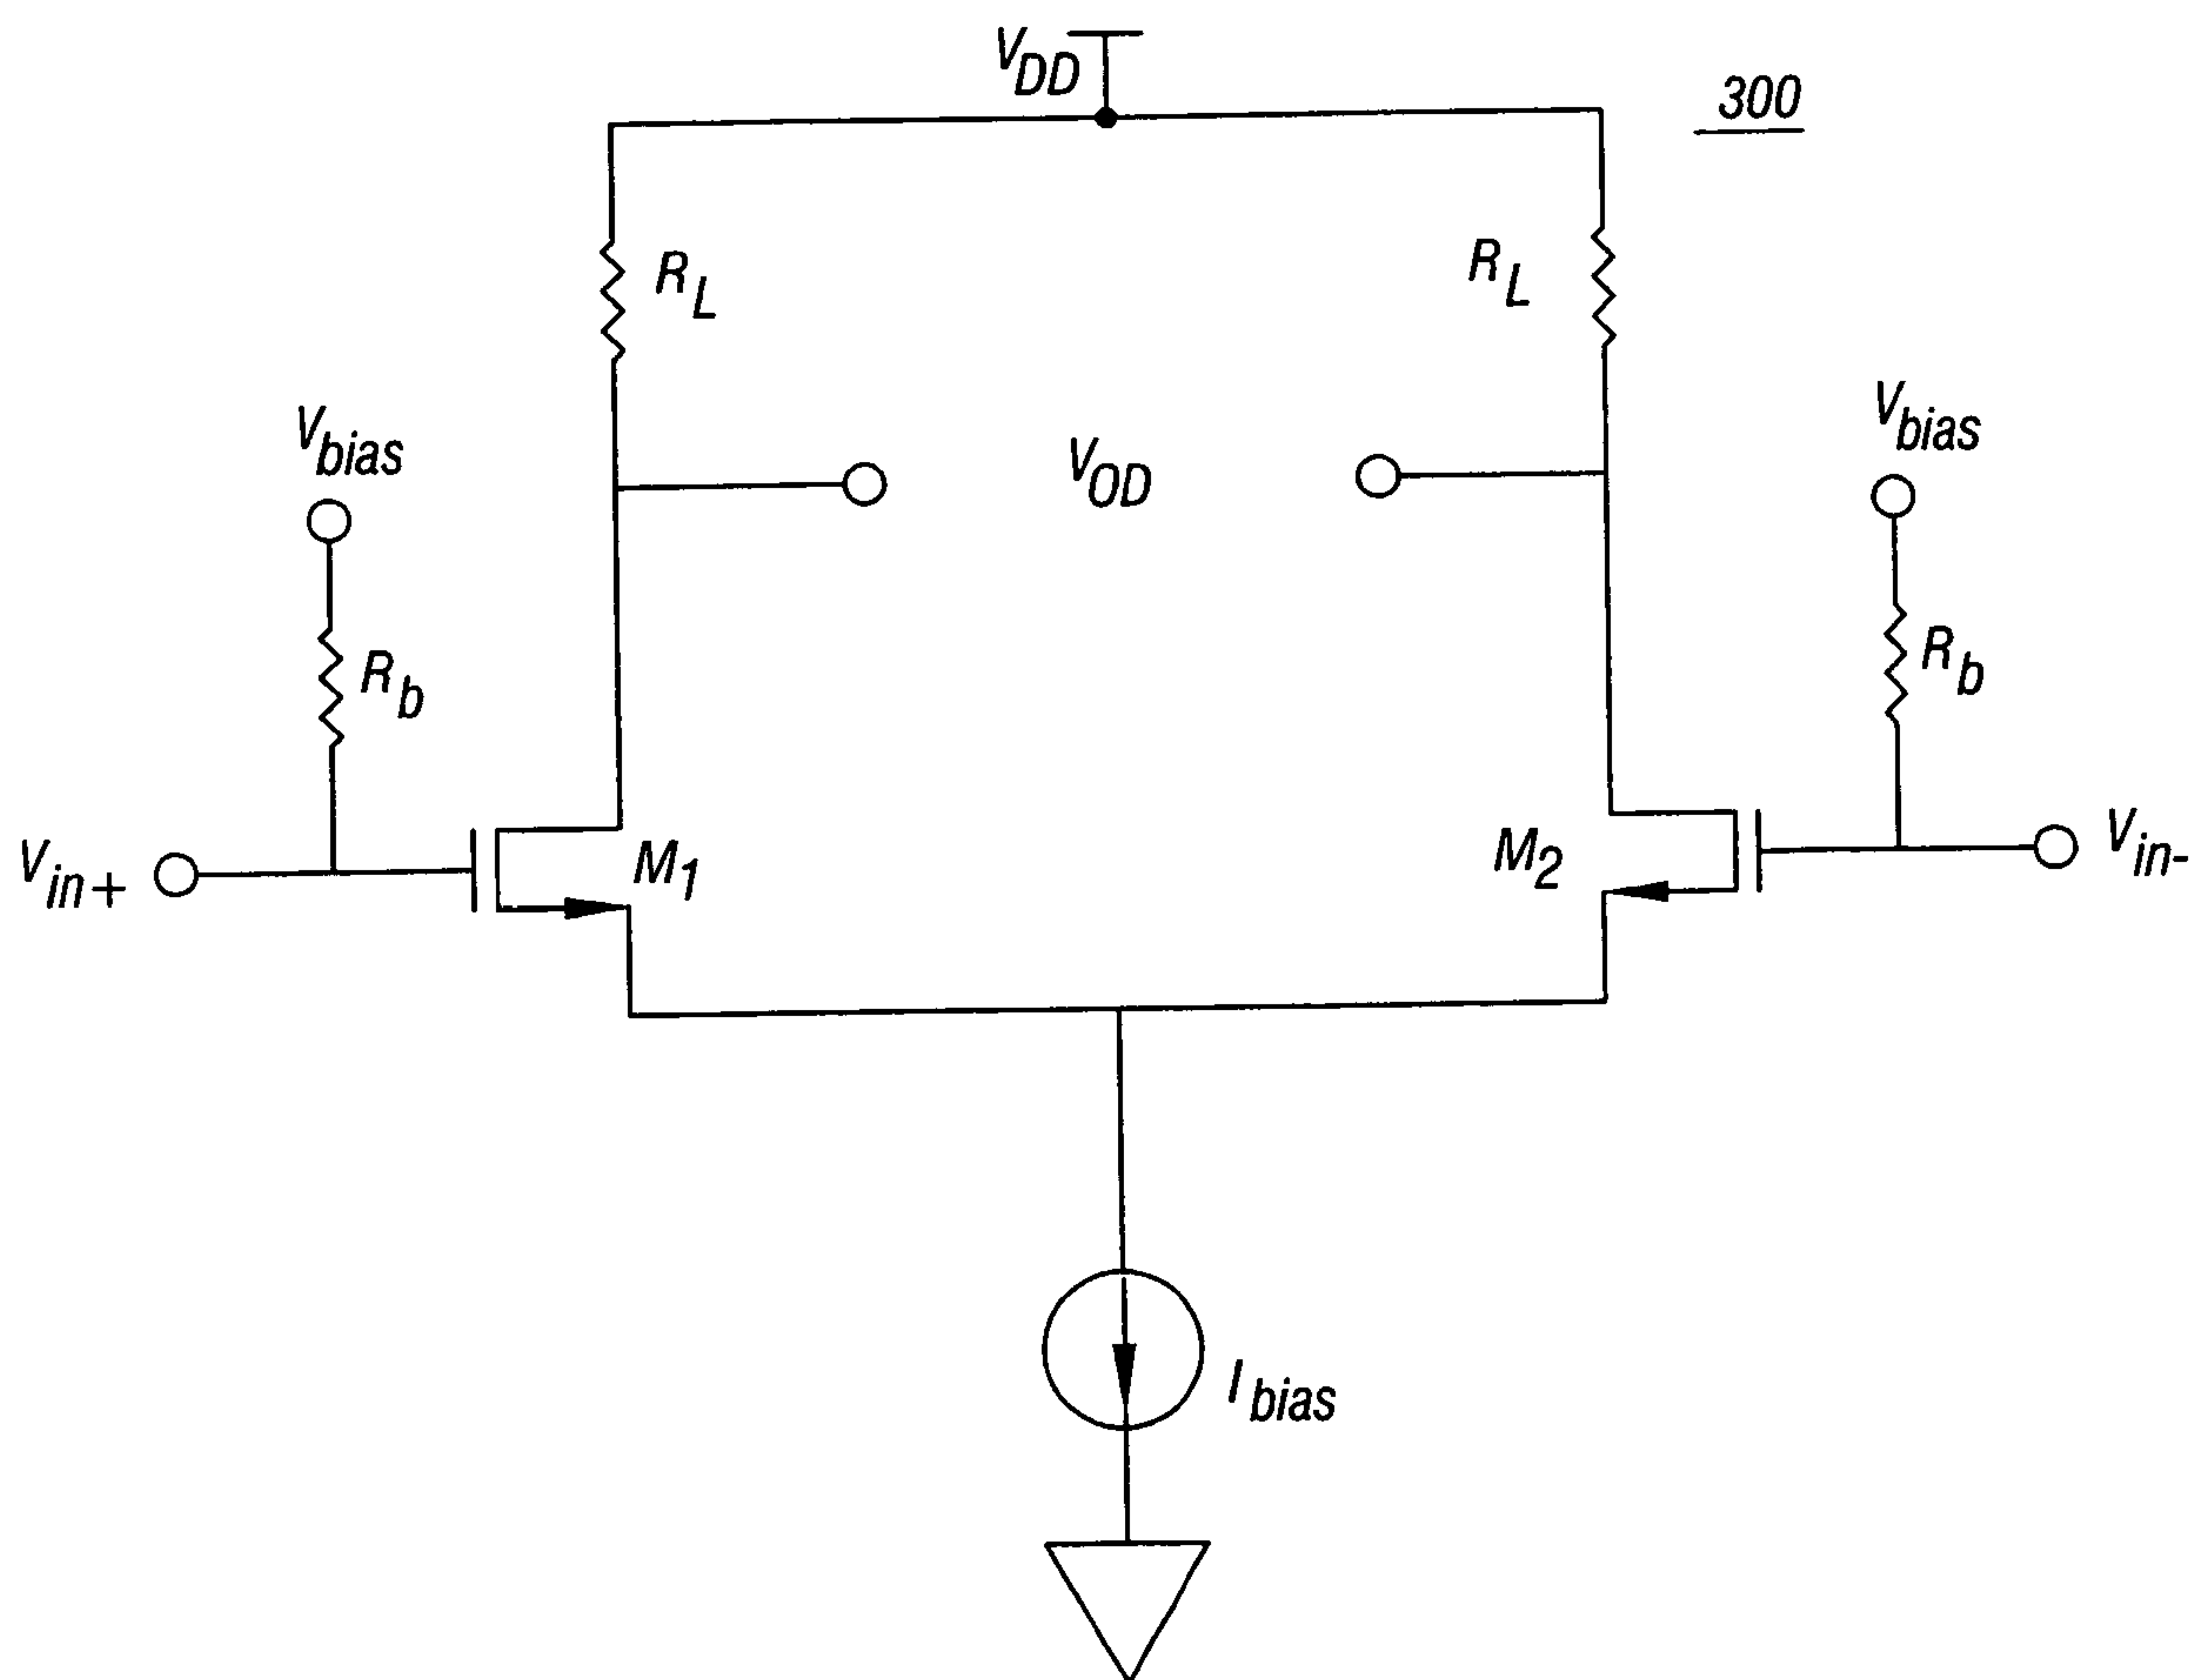 V_DD
300
R_L
R_L
V_bias
V_OD
V_bias
R_b
R_b
V_in+
M_1
M_2
V_in-
I_bias